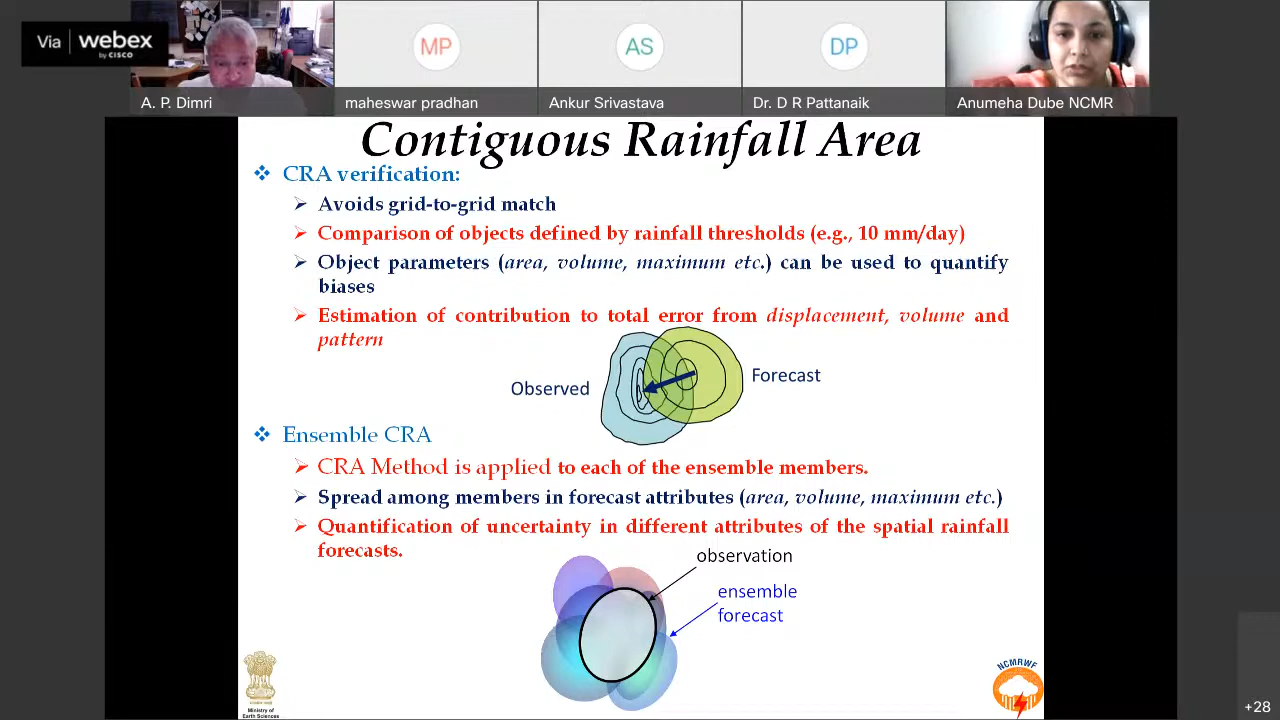 Via webex
by CISCO
MP
AS
DP
A. P. Dimri
maheswar pradhan
Ankur Srivastava
Dr. D R Pattanaik
Anumeha Dube NCMR
Contiguous Rainfall Area
CRA verification:
Avoids grid-to-grid match
Comparison of objects defined by rainfall thresholds (e.g., 10 mm/day)
Object parameters (area, volume, maximum etc.) can be used to quantify
biases
Estimation of contribution to total error from displacement, volume and
pattern
Observed
Forecast
Ensemble CRA
CRA Method is applied to each of the ensemble members.
Spread among members in forecast attributes (area, volume, maximum etc.)
Quantification of uncertainty in different attributes of the spatial rainfall
forecasts.
observation
ensemble
forecast
Ministry of
Earth Sciences
NCMRWF
+28